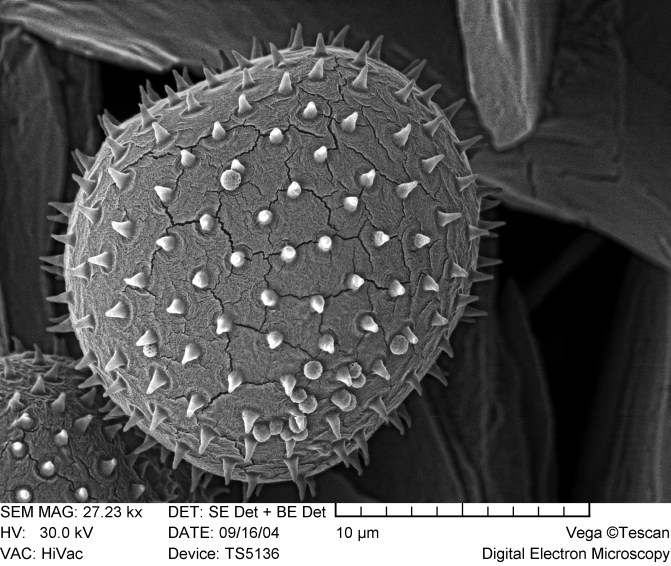 SEM MAG: 27.23 kx DET: SE Det + BE Det
HV: 30.0 kV DATE: 09/16/04 10 µm Vega ©Tescan
VAC: HiVac Device: TS5136 Digital Electron Microscopy